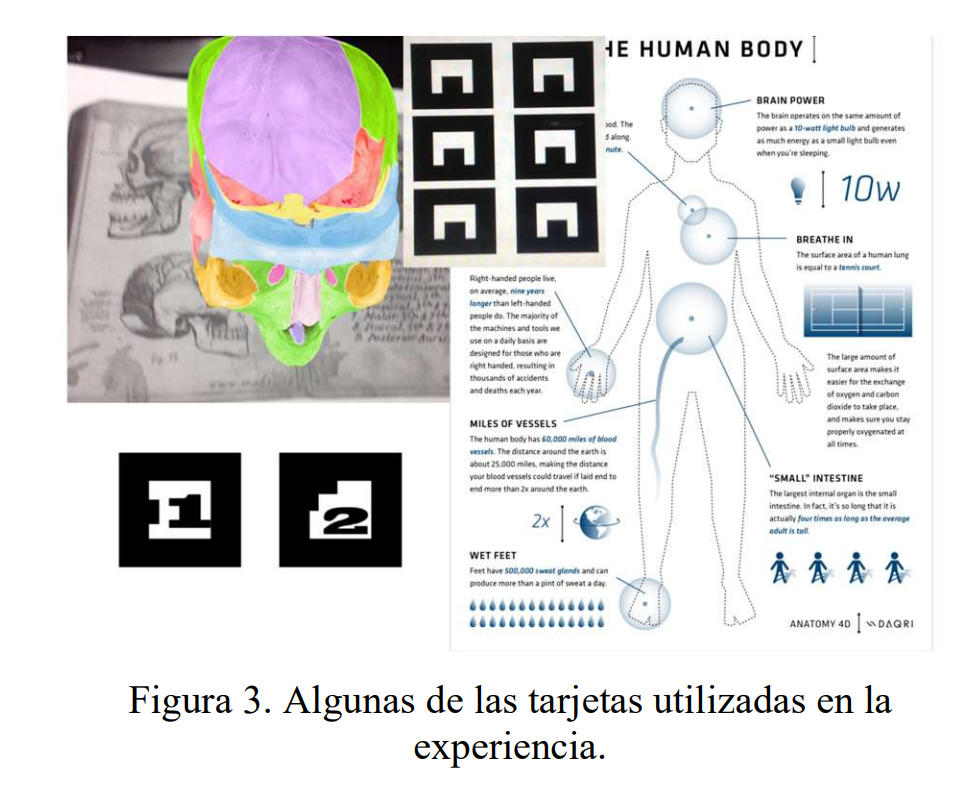 HE HUMAN BODY
BRAIN POWER
The brain operates on the same amount of
power as a 10-watt light bulb and generates
as much energy as a small light bulb even
when you're sleeping.
10w
ood. The
d along.
nute.
BREATHE IN
The surface area of a human lung
is equal to a tennis court.
The large amount of
surface area makes it
easier for the exchange
of oxygen and carbon
dioxide to take place,
and makes sure you stay
properly oxygenated at
all times.
Right-handed people live,
on average, nine years
longer than left-handed
people do. The majority of
the machines and tools we
use on a daily basis are
designed for those who are
right handed, resulting in
thousands of accidents
and deaths each year.
MILES OF VESSELS
The human body has 60,000 miles of blood
vessels. The distance around the earth is
about 25,000 miles, making the distance
your blood vessels could travel if laid end to
end more than 2x around the earth.
2x
"SMALL" INTESTINE
The largest internal organ is the small
intestine. In fact, it's so long that it is
actually four times as long as the average
adult is tall.
WET FEET
Feet have 500,000 sweat glands and can
produce more than a pint of sweat a day.
ANATOMY 4D
DAQRI
1
2
Figura 3. Algunas de las tarjetas utilizadas en la
experiencia.